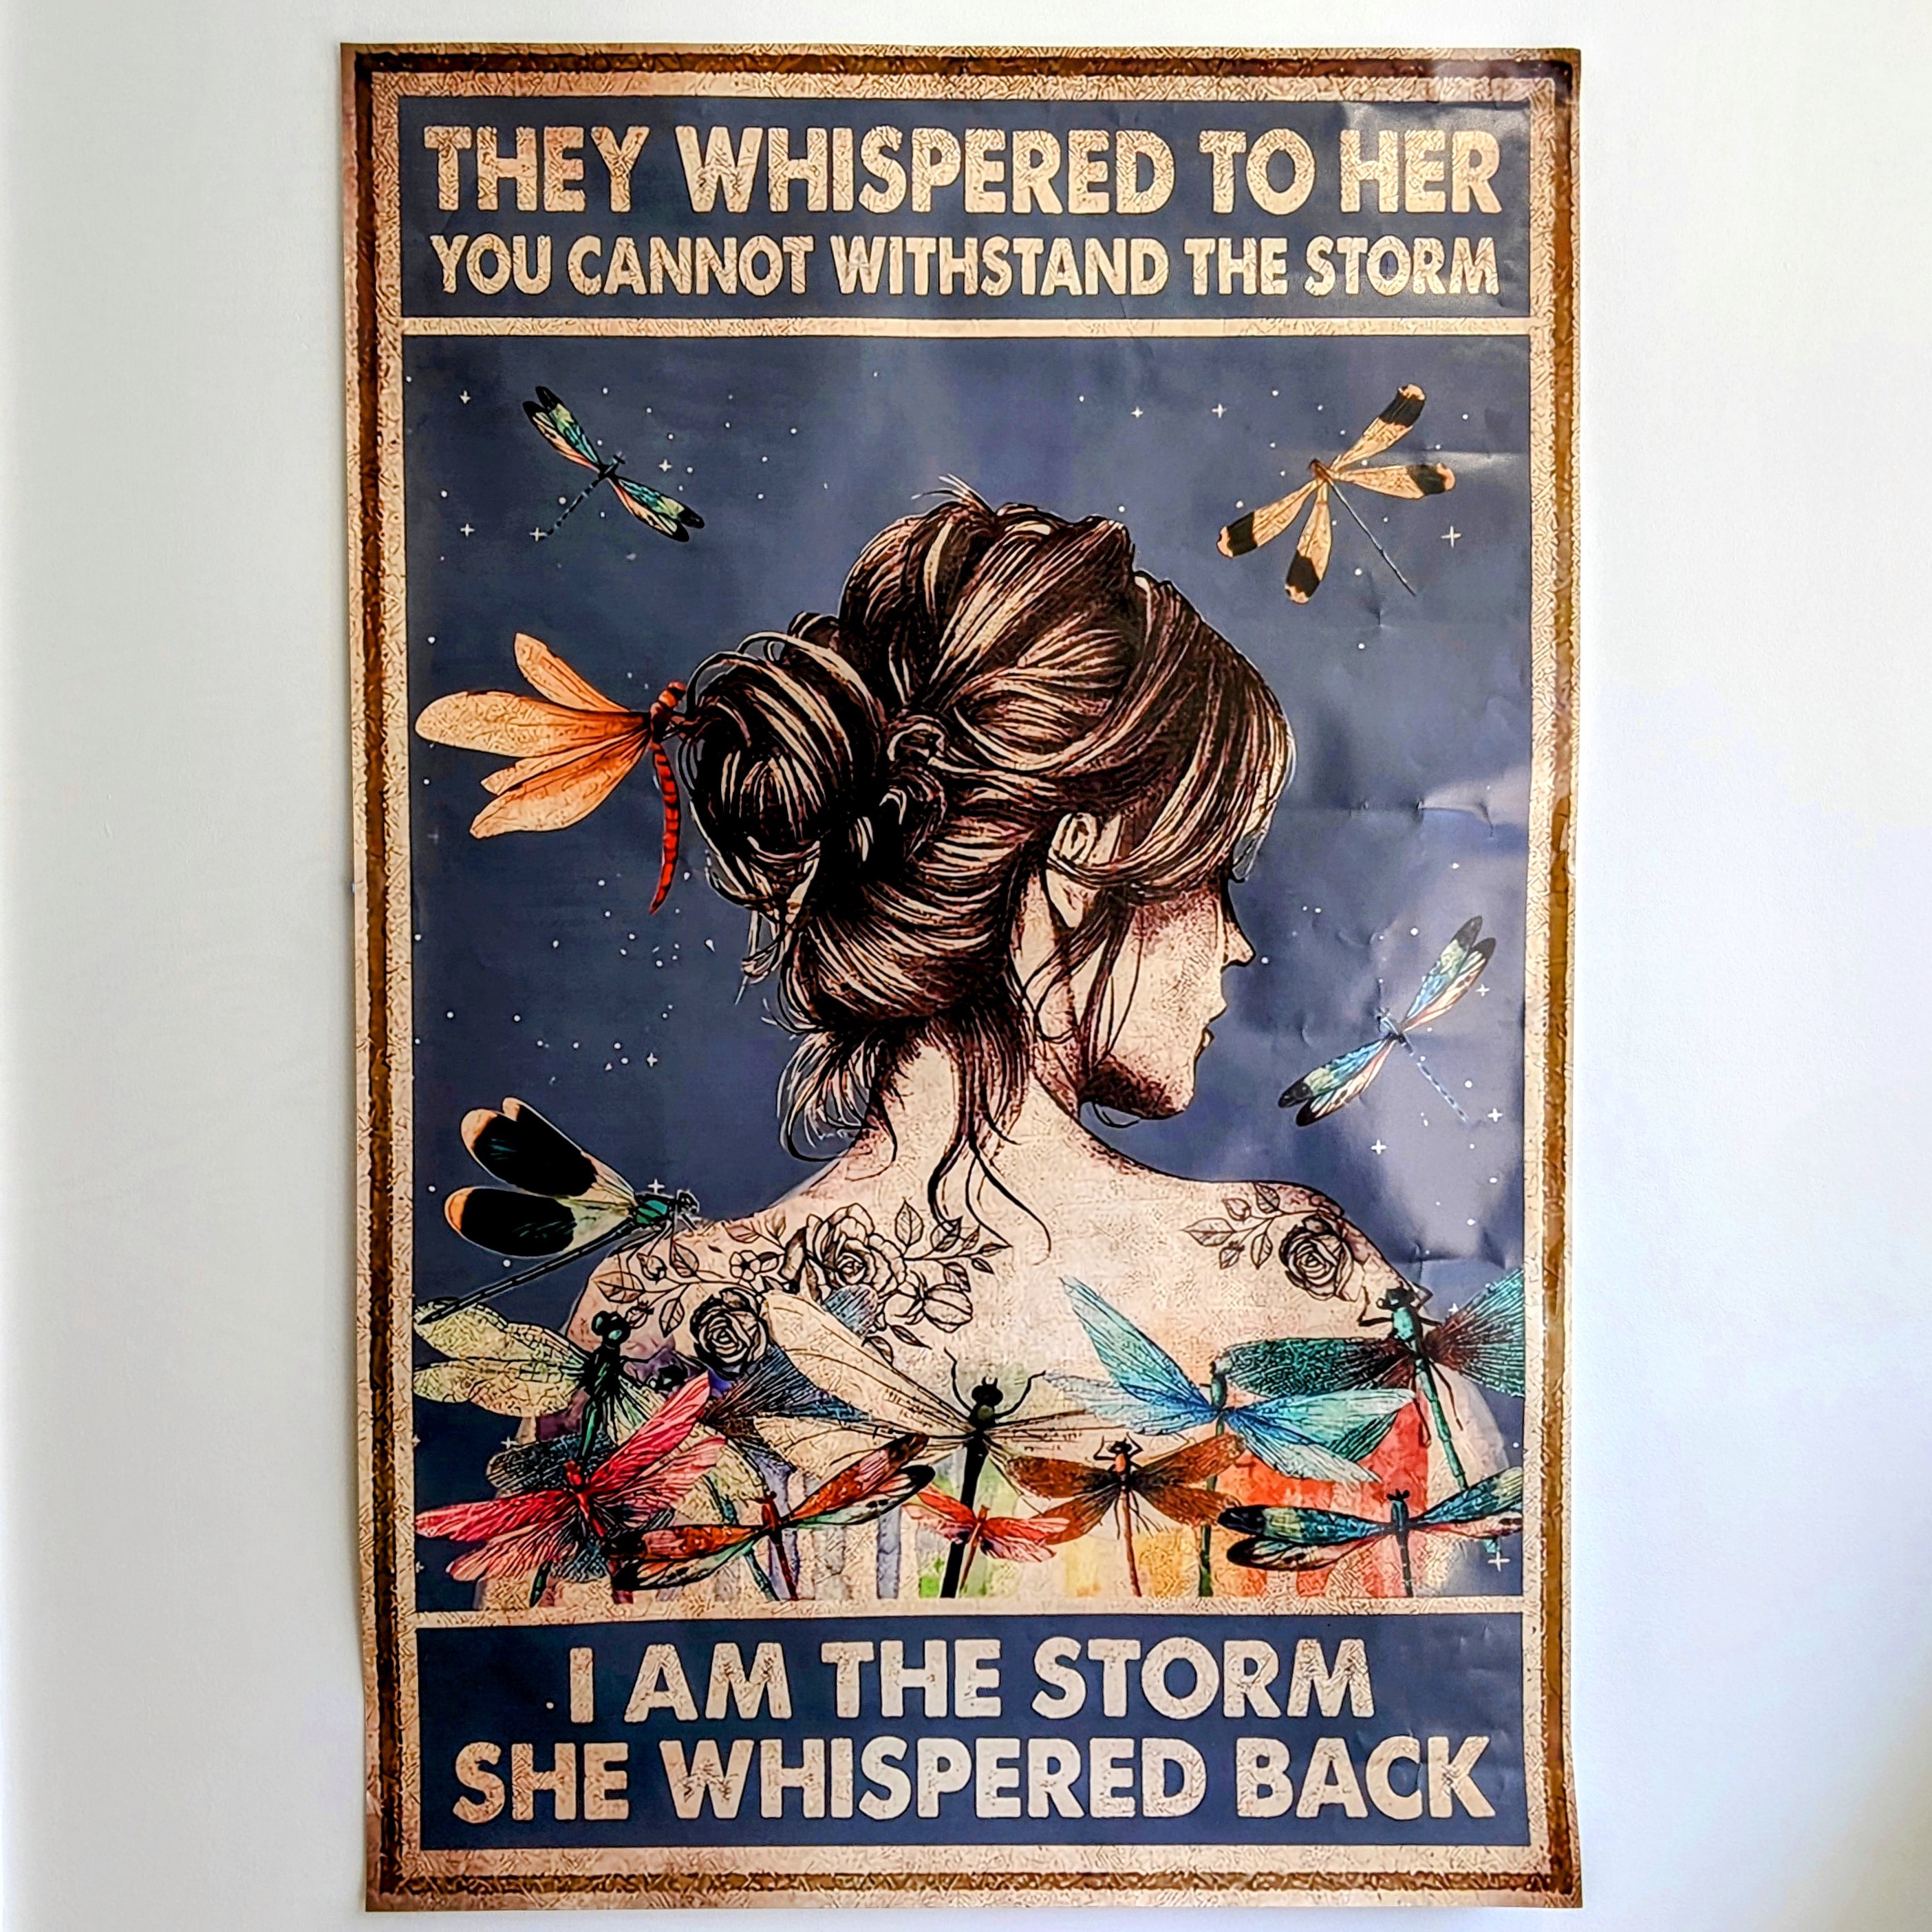 THEY WHISPERED TO HER
YOU CANNOT WITHSTAND THE STORM
I AM THE STORM
SHE WHISPERED BACK